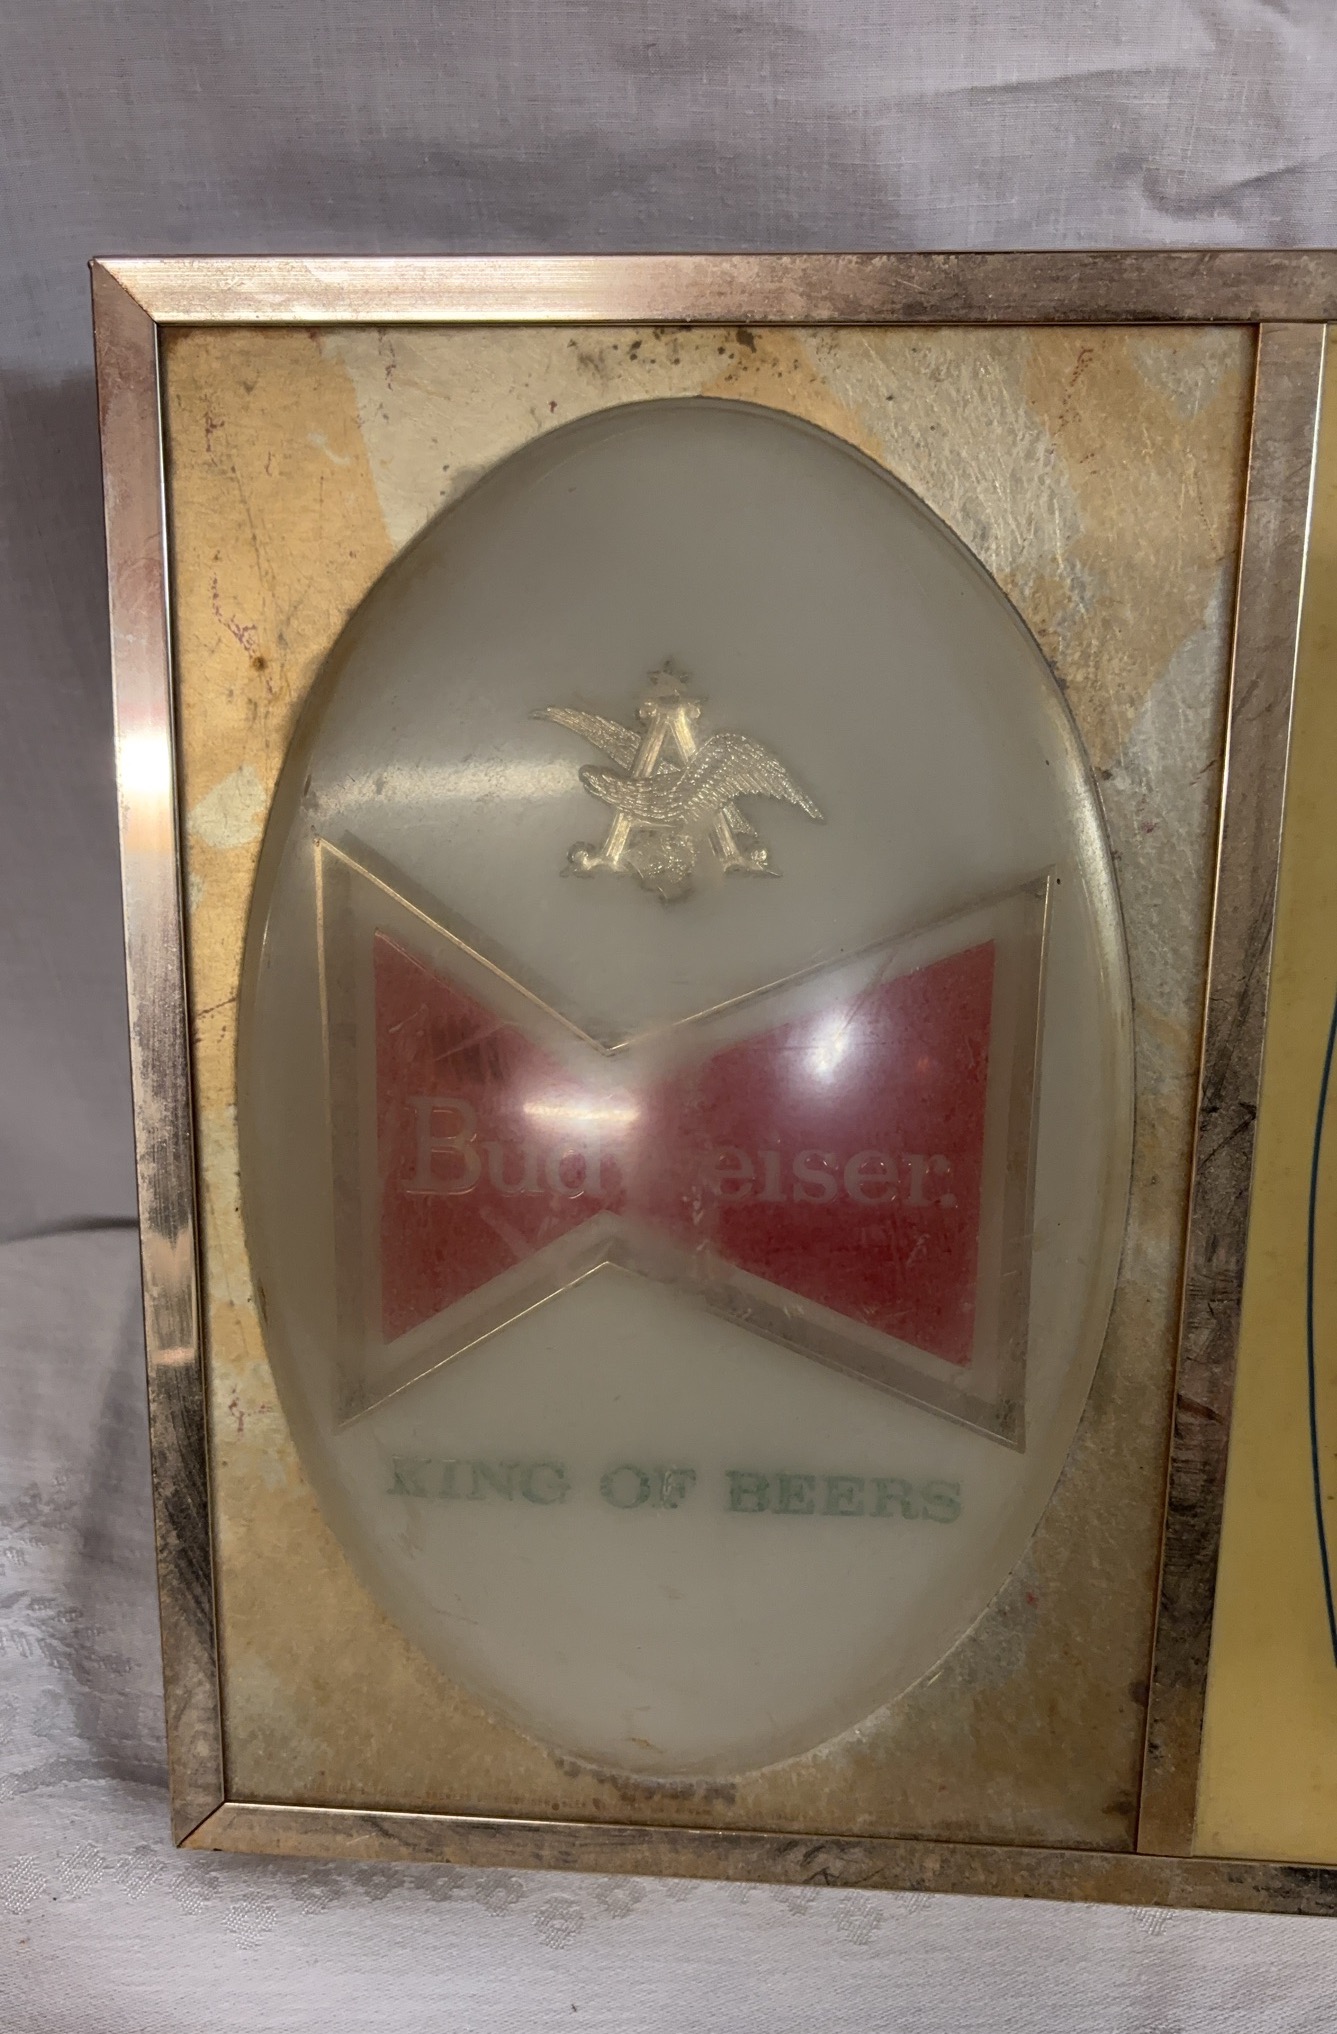 A
Budweiser.
KING OF BEERS